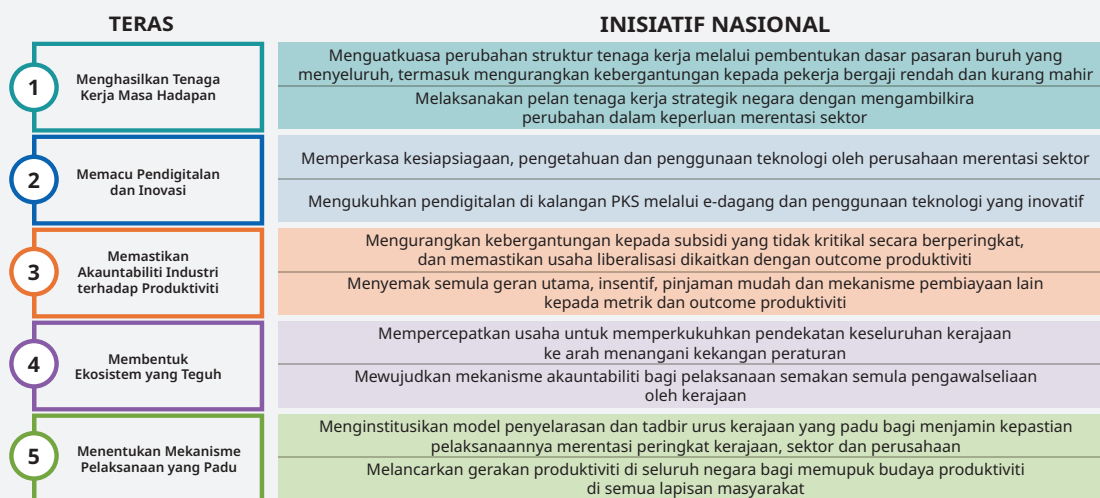 TERAS
INISIATIF NASIONAL
1
Menghasilkan Tenaga
Kerja Masa Hadapan
Menguatkuasa perubahan struktur tenaga kerja melalui pembentukan dasar pasaran buruh yang
menyeluruh, termasuk mengurangkan kebergantungan kepada pekerja bergaji rendah dan kurang mahir
Melaksanakan pelan tenaga kerja strategik negara dengan mengambilkira
perubahan dalam keperluan merentasi sektor
2
Memacu Pendigitalan
dan Inovasi
Memperkasa kesiapsiagaan, pengetahuan dan penggunaan teknologi oleh perusahaan merentasi sektor
Mengukuhkan pendigitalan di kalangan PKS melalui e-dagang dan penggunaan teknologi yang inovatif
3
Memastikan
Akauntabiliti Industri
terhadap Produktiviti
Mengurangkan kebergantungan kepada subsidi yang tidak kritikal secara berperingkat,
dan memastikan usaha liberalisasi dikaitkan dengan outcome produktiviti
Menyemak semula geran utama, insentif, pinjaman mudah dan mekanisme pembiayaan lain
kepada metrik dan outcome produktiviti
4
Membentuk
Ekosistem yang Teguh
Mempercepatkan usaha untuk memperkukuhkan pendekatan keseluruhan kerajaan
ke arah menangani kekangan peraturan
Mewujudkan mekanisme akauntabiliti bagi pelaksanaan semakan semula pengawalseliaan
oleh kerajaan
5
Menentukan Mekanisme
Pelaksanaan yang Padu
Menginstitusikan model penyelarasan dan tadbir urus kerajaan yang padu bagi menjamin kepastian
pelaksanaannya merentasi peringkat kerajaan, sektor dan perusahaan
Melancarkan gerakan produktiviti di seluruh negara bagi memupuk budaya produktiviti
di semua lapisan masyarakat